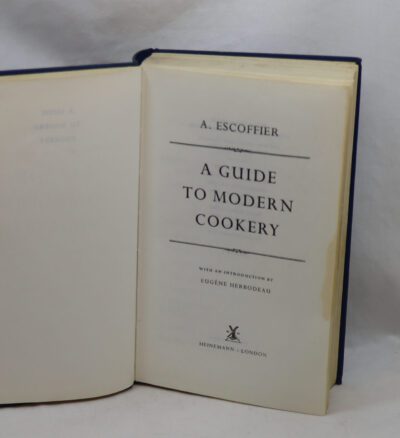 A. ESCOFFIER
A GUIDE
TO MODERN
COOKERY
WITH AN INTRODUCTION BY
EUGÈNE HERBODEAU
HEINEMANN : LONDON